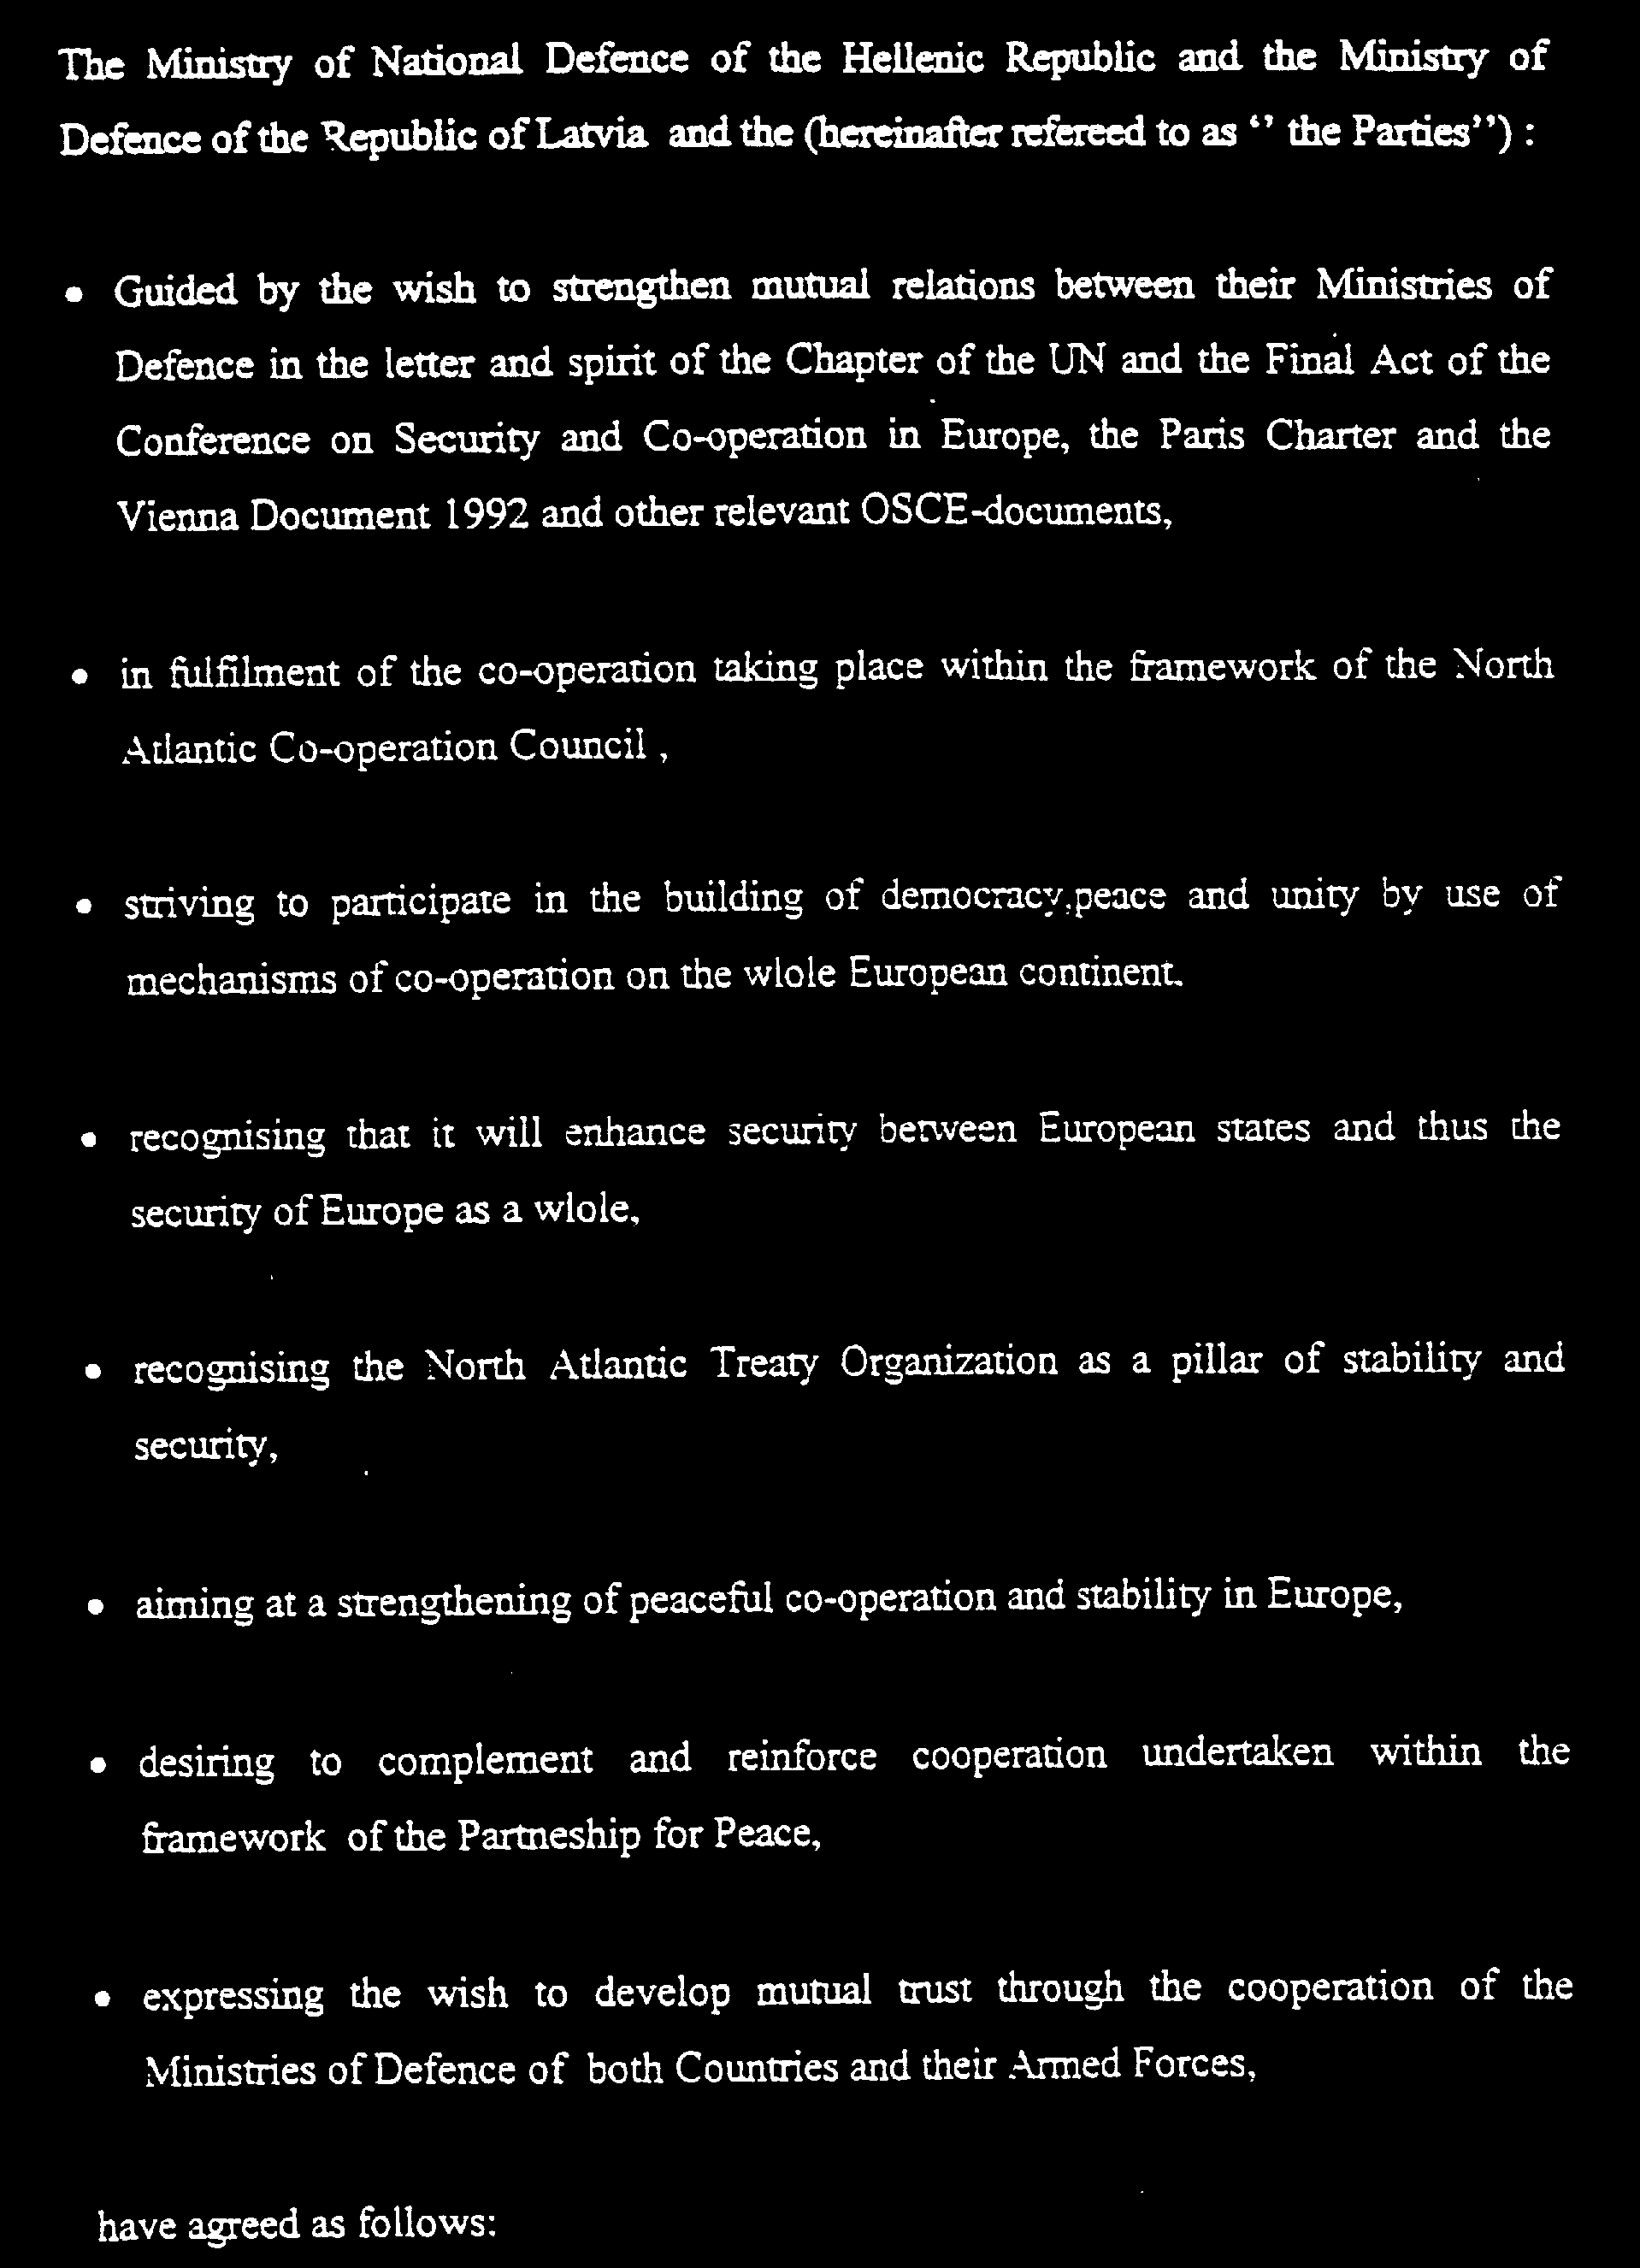 The Ministry of National Defence of the Hellenic Republic and the Ministry of
Defence of the Republic of Latvia and the (hereinafter refereed to as “ the Parties”) :
• Guided by the wish to strengthen mutual relations between their Ministries of
Defence in the letter and spirit of the Chapter of the UN and the Final Act of the
Conference on Security and Co-operation in Europe, the Paris Charter and the
Vienna Document 1992 and other relevant OSCE-documents,
• in fulfilment of the co-operation taking place within the framework of the North
Atlantic Co-operation Council ,
• striving to participate in the building of democracy,peace and unity by use of
mechanisms of co-operation on the wlole European continent.
• recognising that it will enhance security between European states and thus the
security of Europe as a wlole,
• recognising the North Atlantic Treaty Organization as a pillar of stability and
security,
• aiming at a strengthening of peaceful co-operation and stability in Europe,
• desiring to complement and reinforce cooperation undertaken within the
framework of the Partneship for Peace,
• expressing the wish to develop mutual trust through the cooperation of the
Ministries of Defence of both Countries and their Armed Forces,
have agreed as follows: